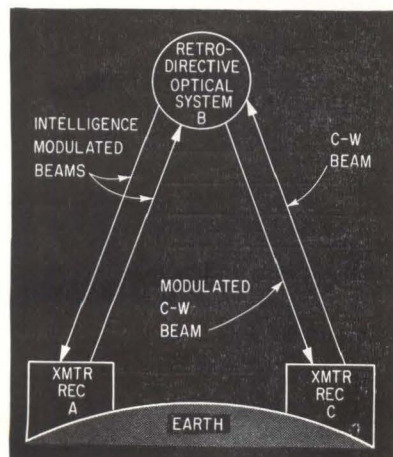 RETRO-
DIRECTIVE
OPTICAL
SYSTEM
B
INTELLIGENCE
MODULATED
BEAMS
C-W
BEAM
MODULATED
C-W
BEAM
XMTR
REC
A
XMTR
REC
C
EARTH